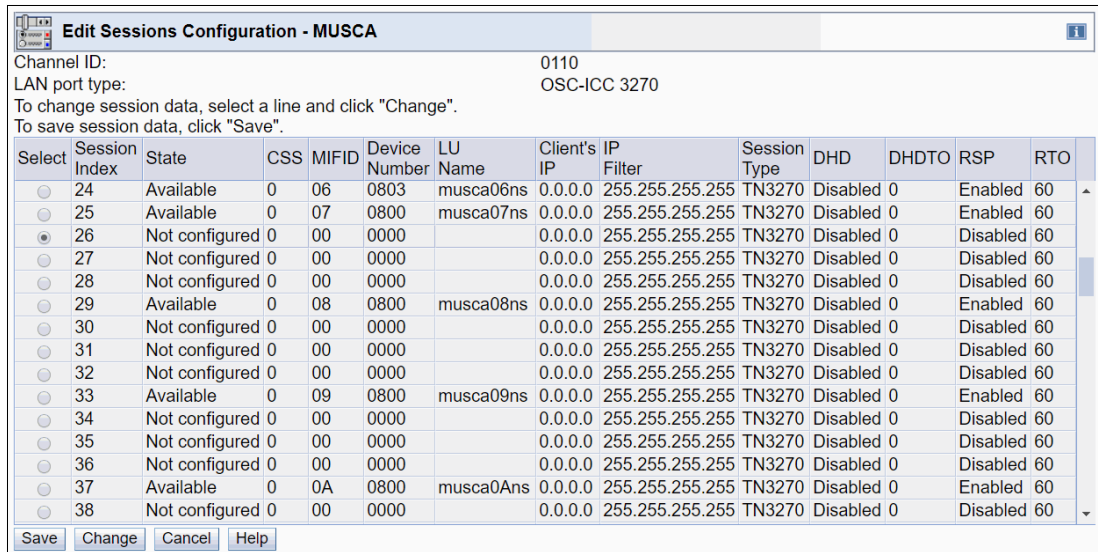 Edit Sessions Configuration - MUSCA
Channel ID: 0110
LAN port type: OSC-ICC 3270
To change session data, select a line and click "Change".
To save session data, click "Save".
Select Session Index State CSS MIFID Device Number LU Name Client's IP IP Filter Session Type DHD DHDTO RSP RTO
24 Available 0 06 0803 musca06ns 0.0.0.0 255.255.255.255 TN3270 Disabled 0 Enabled 60
25 Available 0 07 0800 musca07ns 0.0.0.0 255.255.255.255 TN3270 Disabled 0 Enabled 60
26 Not configured 0 00 0000 0.0.0.0 255.255.255.255 TN3270 Disabled 0 Disabled 60
27 Not configured 0 00 0000 0.0.0.0 255.255.255.255 TN3270 Disabled 0 Disabled 60
28 Not configured 0 00 0000 0.0.0.0 255.255.255.255 TN3270 Disabled 0 Disabled 60
29 Available 0 08 0800 musca08ns 0.0.0.0 255.255.255.255 TN3270 Disabled 0 Enabled 60
30 Not configured 0 00 0000 0.0.0.0 255.255.255.255 TN3270 Disabled 0 Disabled 60
31 Not configured 0 00 0000 0.0.0.0 255.255.255.255 TN3270 Disabled 0 Disabled 60
32 Not configured 0 00 0000 0.0.0.0 255.255.255.255 TN3270 Disabled 0 Disabled 60
33 Available 0 09 0800 musca09ns 0.0.0.0 255.255.255.255 TN3270 Disabled 0 Enabled 60
34 Not configured 0 00 0000 0.0.0.0 255.255.255.255 TN3270 Disabled 0 Disabled 60
35 Not configured 0 00 0000 0.0.0.0 255.255.255.255 TN3270 Disabled 0 Disabled 60
36 Not configured 0 00 0000 0.0.0.0 255.255.255.255 TN3270 Disabled 0 Disabled 60
37 Available 0 0A 0800 musca0Ans 0.0.0.0 255.255.255.255 TN3270 Disabled 0 Enabled 60
38 Not configured 0 00 0000 0.0.0.0 255.255.255.255 TN3270 Disabled 0 Disabled 60
Save Change Cancel Help